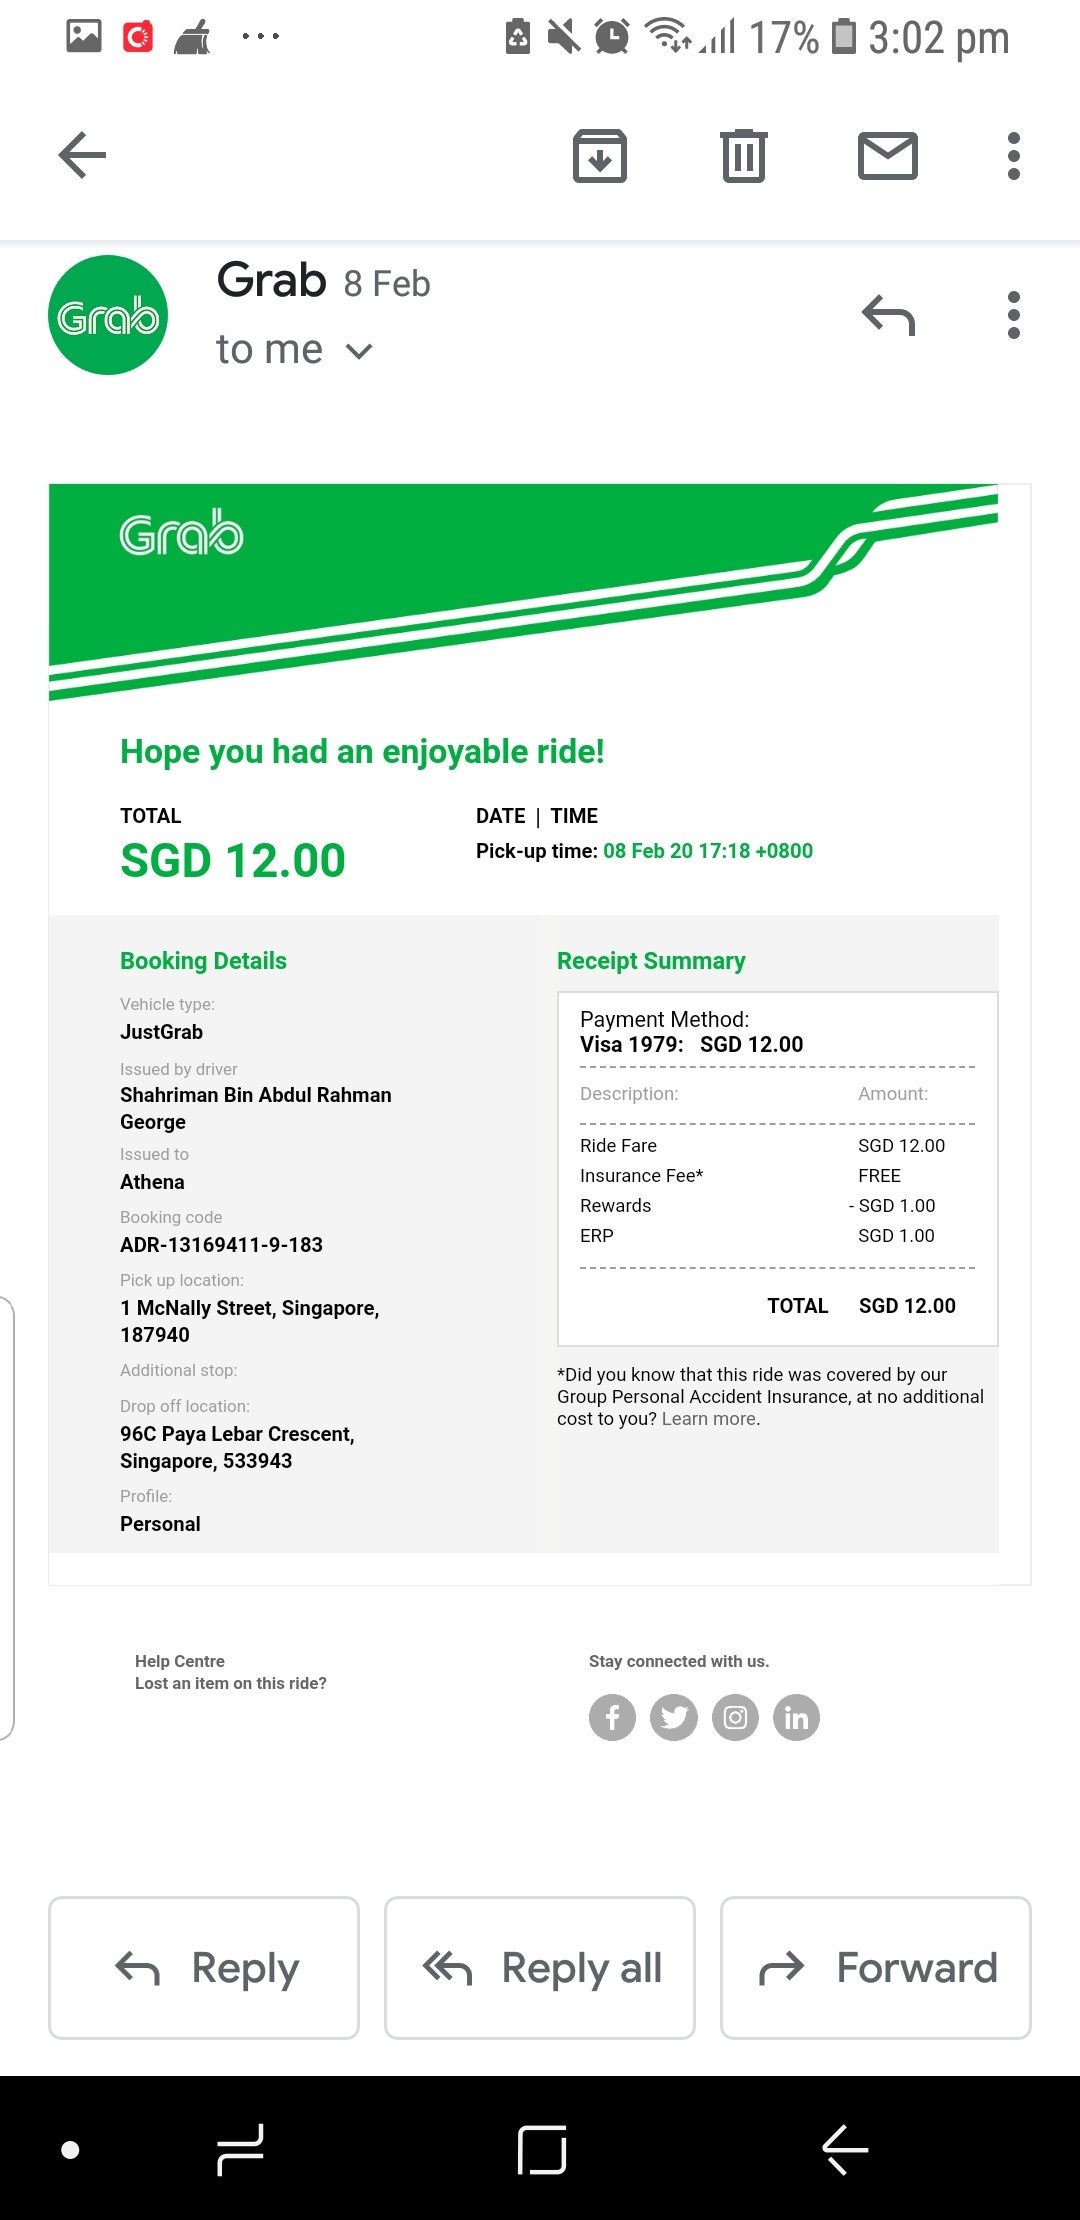 17% 3:02 pm
Grab 8 Feb
to me
Grab
Grab
Hope you had an enjoyable ride!
TOTAL
SGD 12.00
DATE | TIME
Pick-up time: 08 Feb 20 17:18 +0800
Booking Details
Vehicle type:
JustGrab
Issued by driver
Shahriman Bin Abdul Rahman
George
Issued to
Athena
Booking code
ADR-13169411-9-183
Pick up location:
1 McNally Street, Singapore,
187940
Additional stop:
Drop off location:
96C Paya Lebar Crescent,
Singapore, 533943
Profile:
Personal
Receipt Summary
Payment Method:
Visa 1979: SGD 12.00
Description: Amount:
Ride Fare SGD 12.00
Insurance Fee* FREE
Rewards - SGD 1.00
ERP SGD 1.00
TOTAL SGD 12.00
*Did you know that this ride was covered by our
Group Personal Accident Insurance, at no additional
cost to you? Learn more.
Help Centre
Lost an item on this ride?
Stay connected with us.
Reply
Reply all
Forward